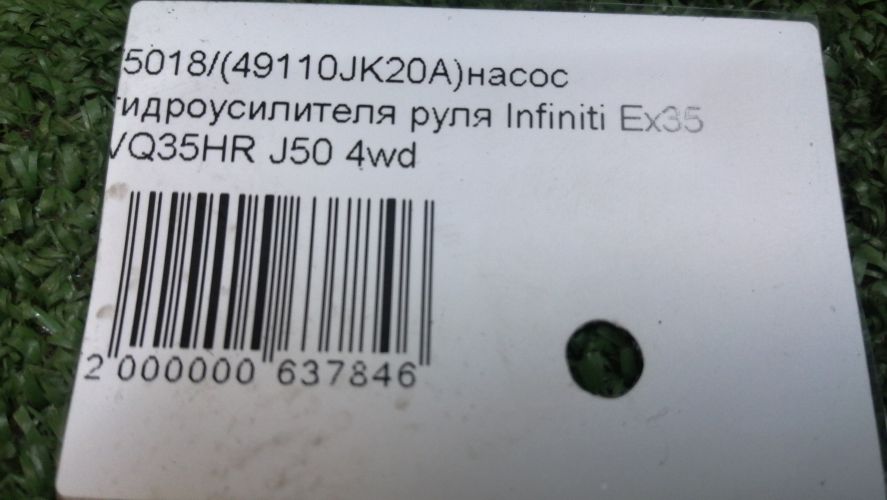 5018/(49110JK20A)насос
гидроусилителя руля Infiniti Ex35
VQ35HR J50 4wd
2 000000 637846